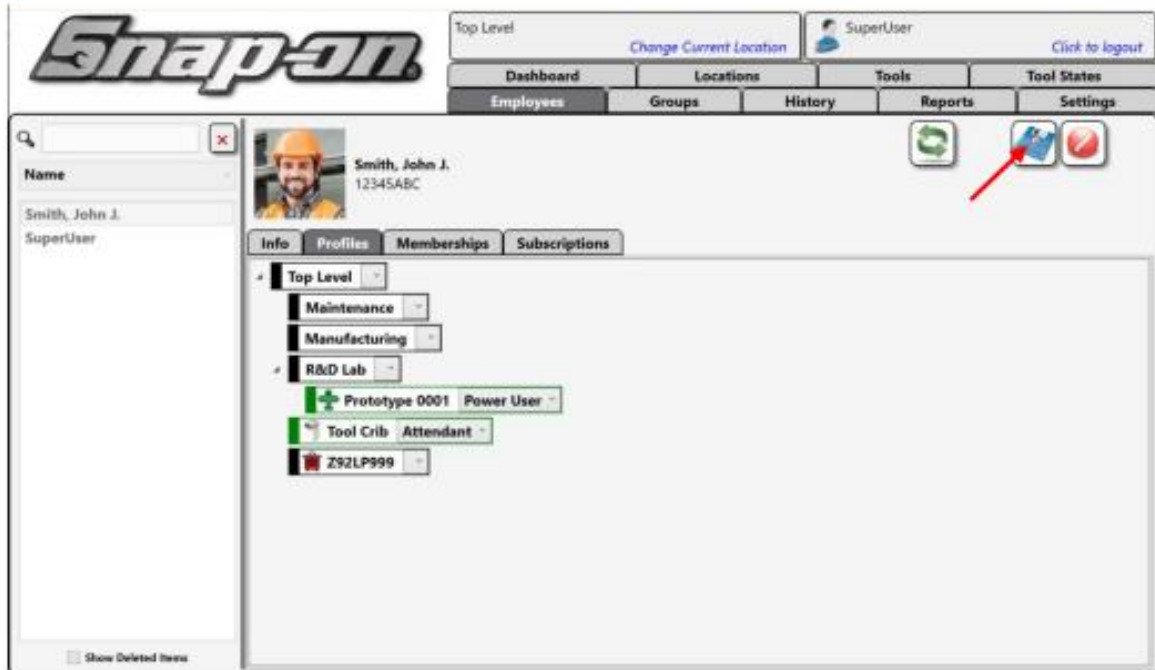 Snap-on
Top Level
Change Current Location
SuperUser
Click to logout
Dashboard Locations Tools Tool States
Employees Groups History Reports Settings
Name
Smith, John J.
SuperUser
Show Deleted Items
Smith, John J.
12345ABC
Info Profiles Memberships Subscriptions
Top Level
Maintenance
Manufacturing
R&D Lab
Prototype 0001 Power User
Tool Crib Attendant
Z92LP999